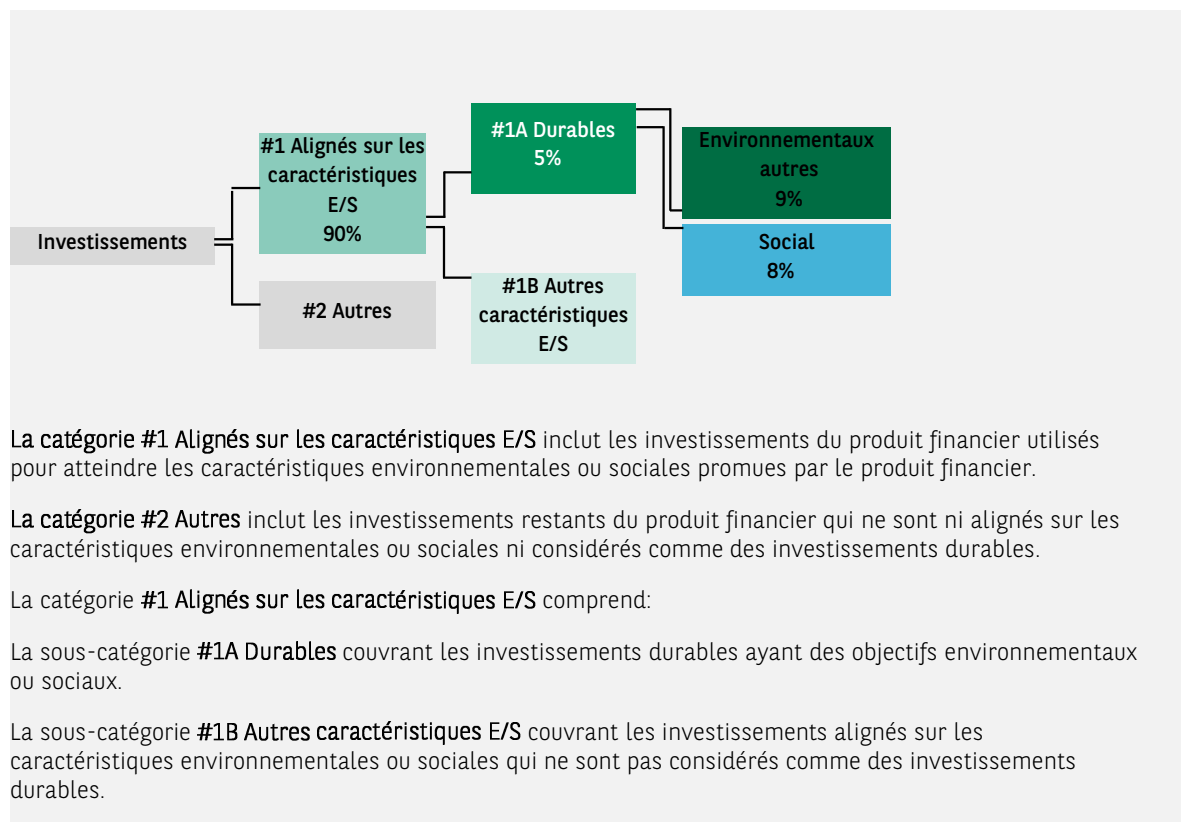 #1A Durables
5%
Environnementaux
autres
9%
#1 Alignés sur les
caractéristiques
E/S
90%
Investissements
Social
8%
#2 Autres
#1B Autres
caractéristiques
E/S
La catégorie #1 Alignés sur les caractéristiques E/S inclut les investissements du produit financier utilisés
pour atteindre les caractéristiques environnementales ou sociales promues par le produit financier.
La catégorie #2 Autres inclut les investissements restants du produit financier qui ne sont ni alignés sur les
caractéristiques environnementales ou sociales ni considérés comme des investissements durables.
La catégorie #1 Alignés sur les caractéristiques E/S comprend:
La sous-catégorie #1A Durables couvrant les investissements durables ayant des objectifs environnementaux
ou sociaux.
La sous-catégorie #1B Autres caractéristiques E/S couvrant les investissements alignés sur les
caractéristiques environnementales ou sociales qui ne sont pas considérés comme des investissements
durables.